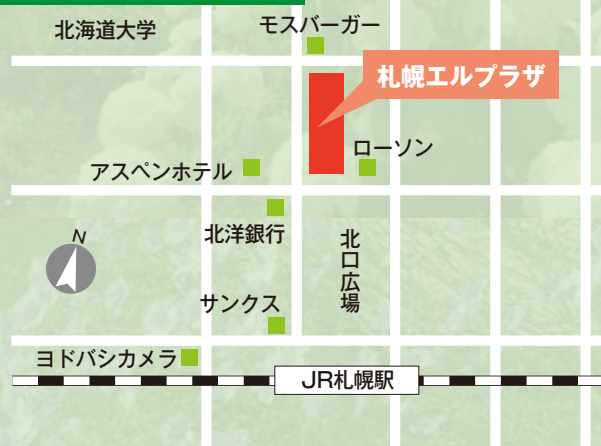 北海道大学
モスバーガー
札幌エルプラザ
ローソン
アスペンホテル
北洋銀行
北口広場
N
サンクス
ヨドバシカメラ
JR札幌駅